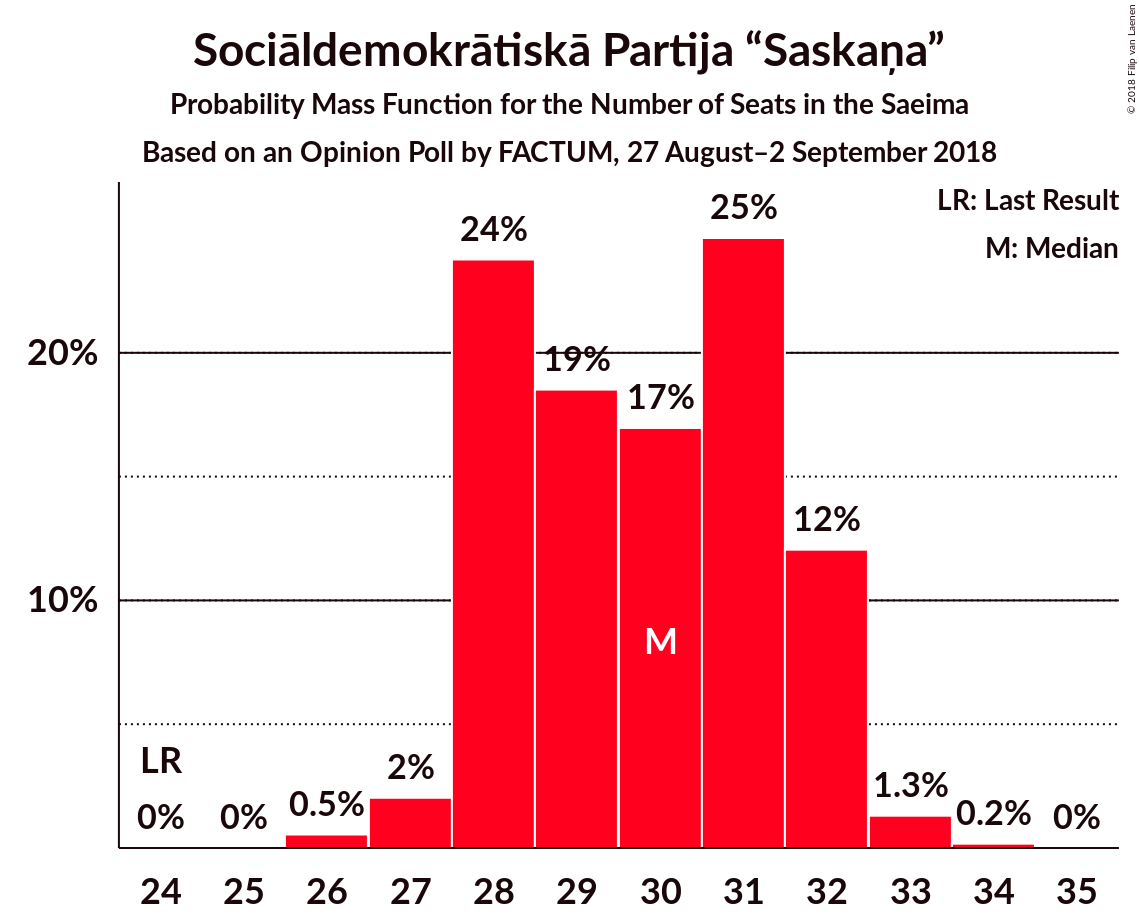 Sociāldemokrātiskā Partija “Saskaņa”
Probability Mass Function for the Number of Seats in the Saeima
Based on an Opinion Poll by FACTUM, 27 August–2 September 2018
© 2018 Filip van Laenen
LR: Last Result
M: Median
25%
24%
20%
19%
17%
12%
10%
M
LR
0%
0%
0.5%
2%
1.3%
0.2%
0%
24 25 26 27 28 29 30 31 32 33 34 35